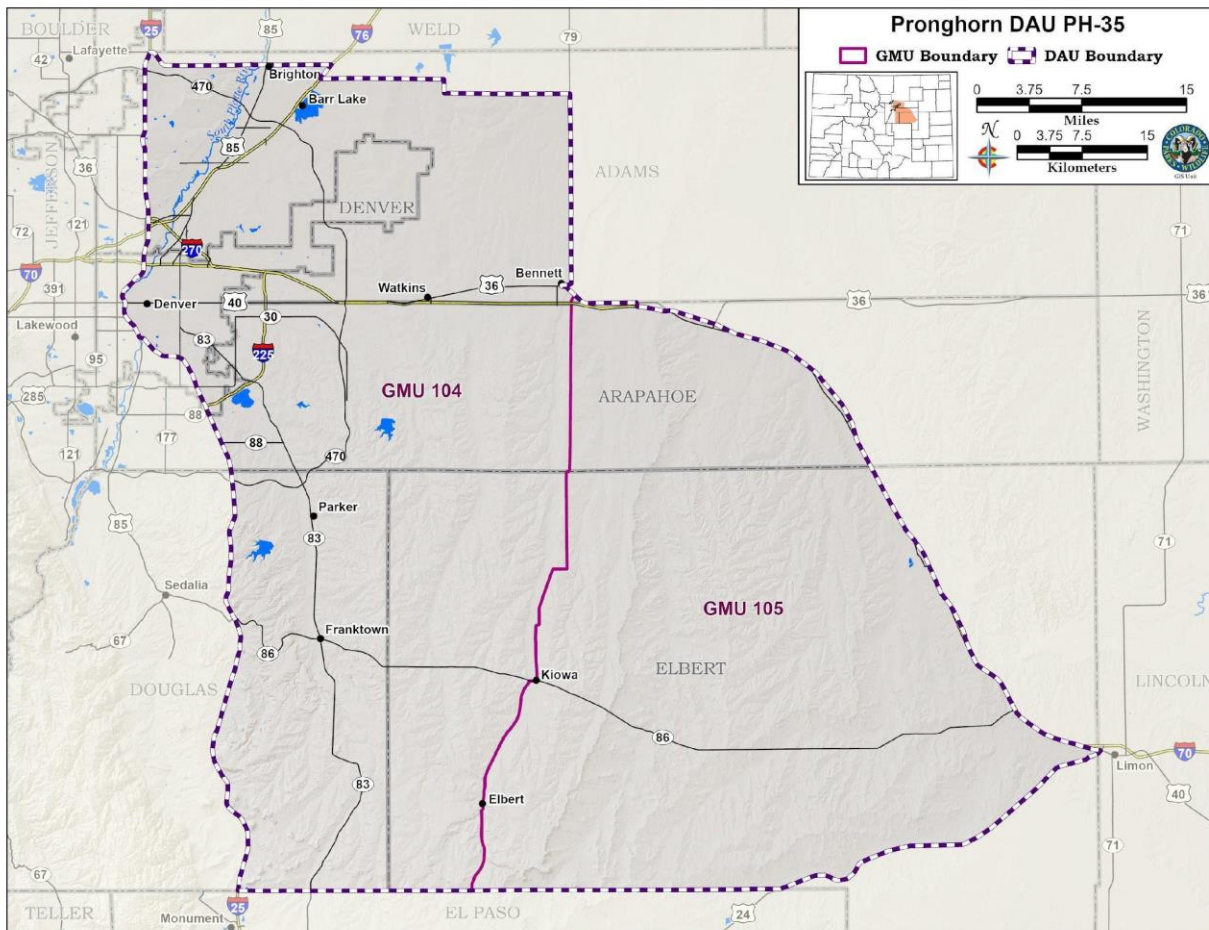 Pronghorn DAU PH-35
GMU Boundary
DAU Boundary
0 3.75 7.5 15
Miles
N
0 3.75 7.5 15
Kilometers
GIS Unit
BOULDER
25
85
WELD
79
Lafayette
76
42
Brighton
470
Barr Lake
85
JEFFERSON
36
ADAMS
121
DENVER
72
71
270
70
Bennett
391
Watkins
36
Denver
40
36
36
Lakewood
30
83
WASHINGTON
95
225
285
GMU 104
ARAPAHOE
88
177
88
121
470
Parker
85
83
71
Sedalia
GMU 105
67
Franktown
86
ELBERT
Kiowa
DOUGLAS
LINCOLN
86
70
Limon
83
40
Elbert
71
67
25
TELLER
EL PASO
24
Monument